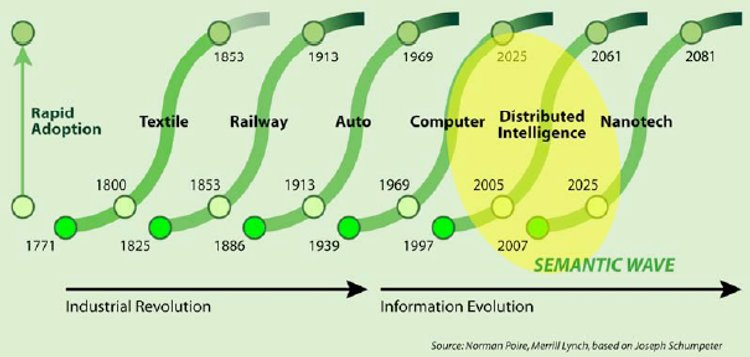 1853
1913
1969
2025
2061
2081
Rapid
Adoption
Textile
Railway
Auto
Computer
Distributed
Intelligence
Nanotech
1800
1853
1913
1969
2005
2025
1771
1825
1886
1939
1997
2007
SEMANTIC WAVE
Industrial Revolution
Information Evolution
Source: Norman Poire, Merrill Lynch, based on Joseph Schumpeter